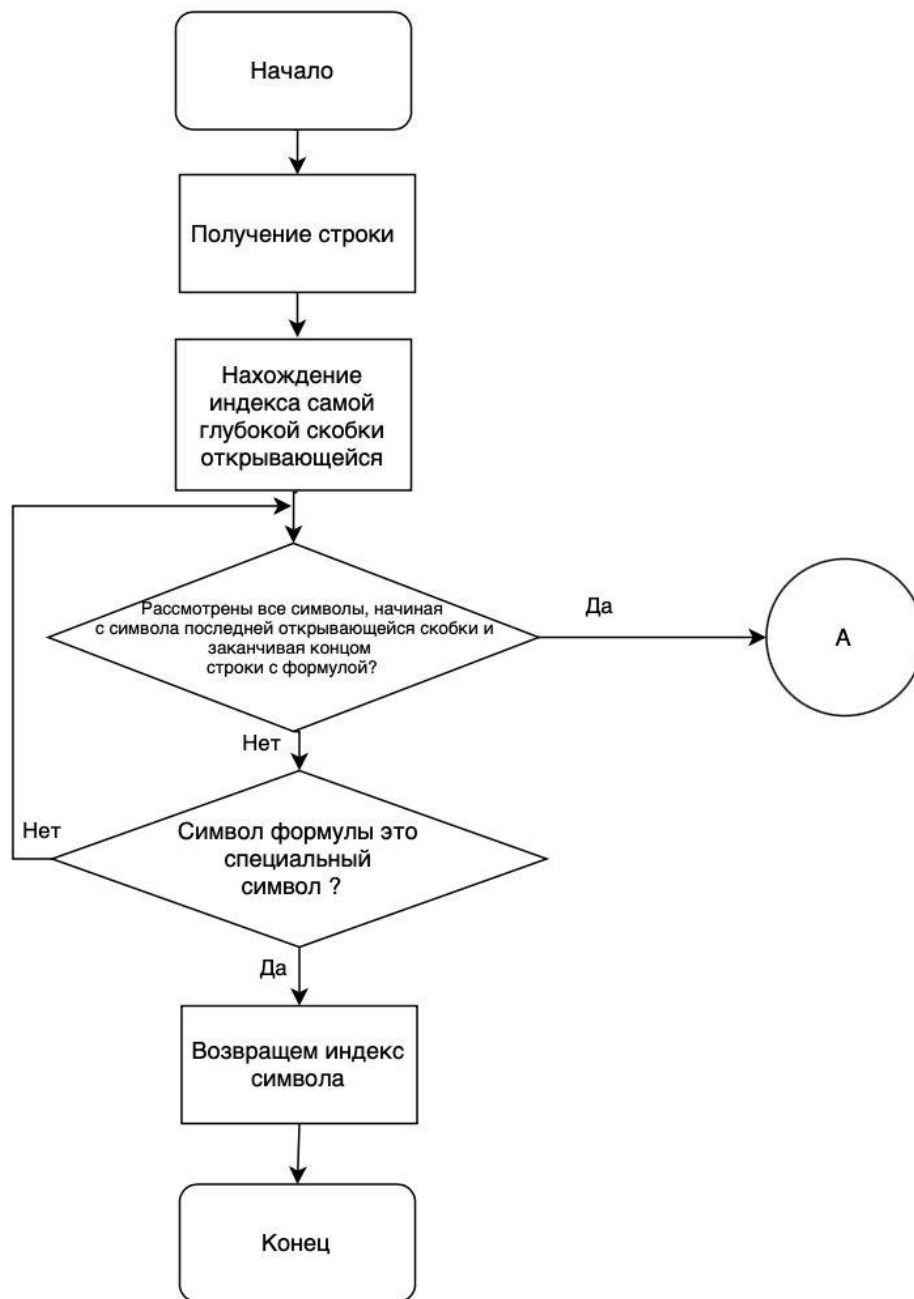 Начало
Получение строки
Нахождение
индекса самой
глубокой скобки
открывающейся
Рассмотрены все символы, начиная
с символа последней открывающейся скобки и
заканчивая концом
строки с формулой?
Да
А
Нет
Нет
Символ формулы это
специальный
символ ?
Да
Возвращем индекс
символа
Конец